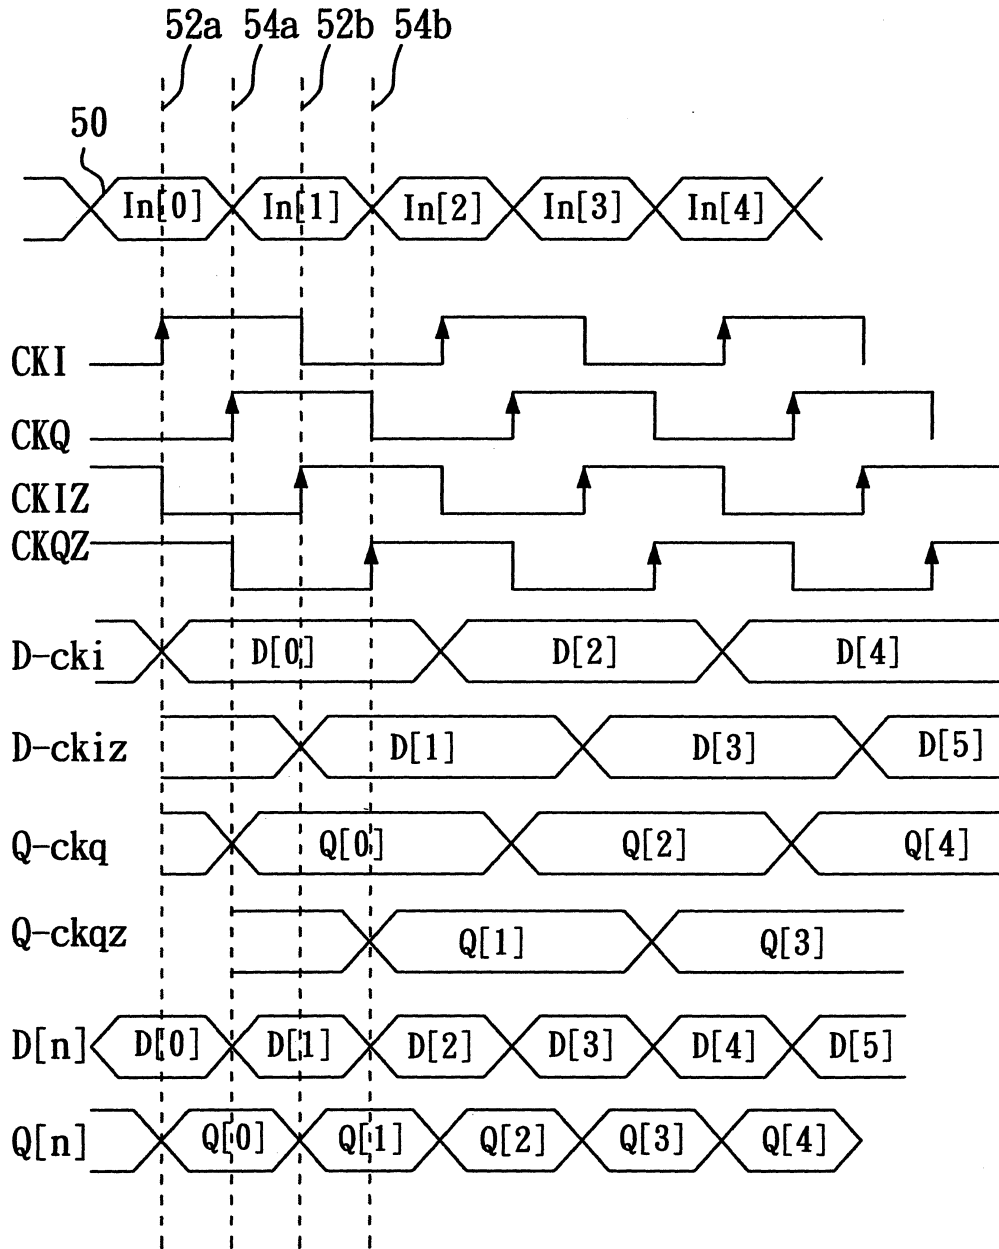 52a 54a 52b 54b
50
In[0] In[1] In[2] In[3] In[4]
CKI
CKQ
CKIZ
CKQZ
D-cki D[0] D[2] D[4]
D-ckiz D[1] D[3] D[5]
Q-ckq Q[0] Q[2] Q[4]
Q-ckqz Q[1] Q[3]
D[n] D[0] D[1] D[2] D[3] D[4] D[5]
Q[n] Q[0] Q[1] Q[2] Q[3] Q[4]